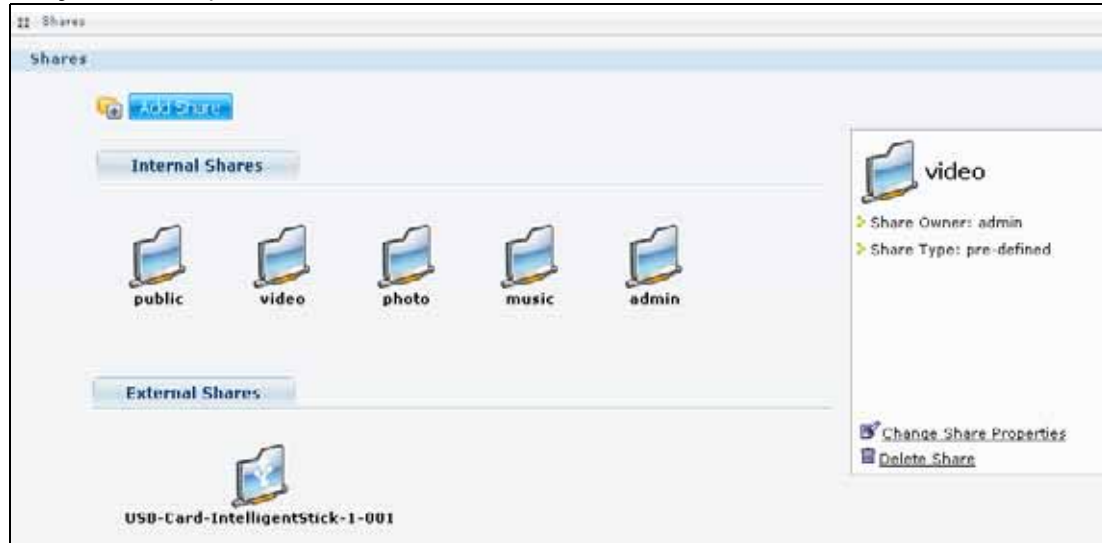 Shares
Shares
Add Share
Internal Shares
public
video
photo
music
admin
External Shares
USB-Card-IntelligentStick-1-001
video
Share Owner: admin
Share Type: pre-defined
Change Share Properties
Delete Share